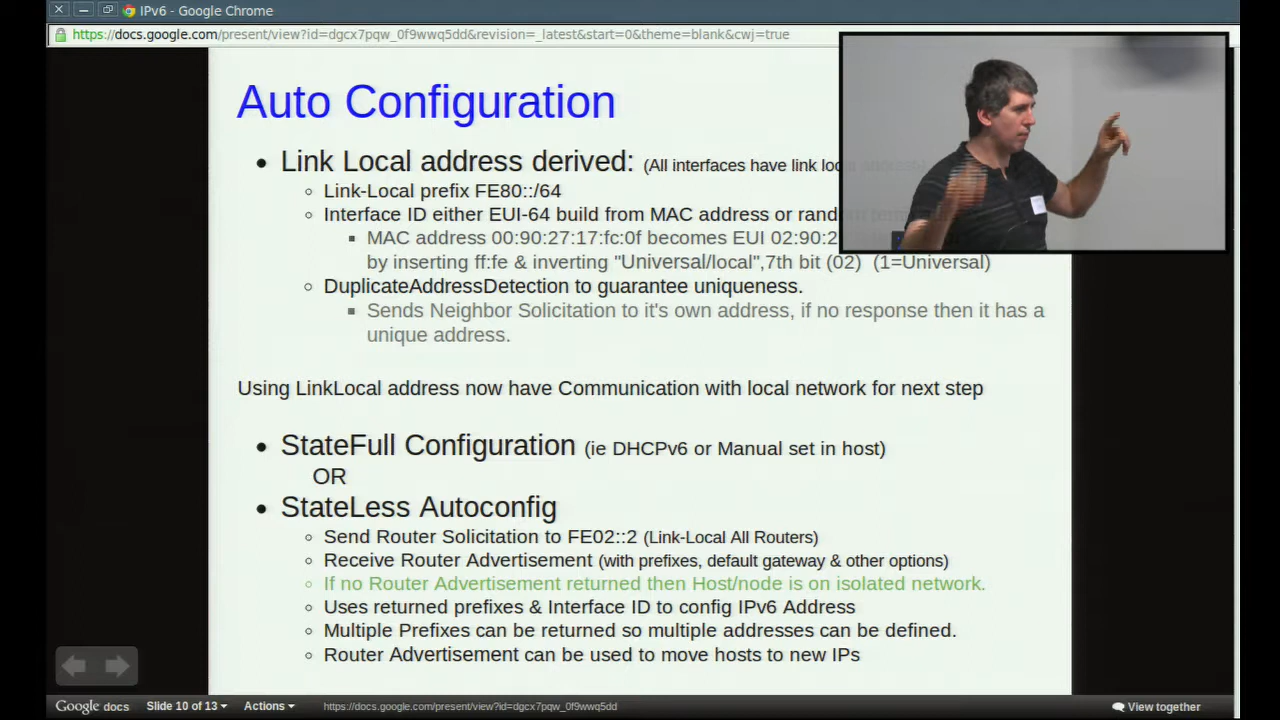 IPv6 - Google Chrome
https://docs.google.com/present/view?id=dgcx7pqw_0f9wwq5dd&revision=_latest&start=0&theme=blank&cwj=true
Auto Configuration
Link Local address derived: (All interfaces have link
Link-Local prefix FE80::/64
Interface ID either EUI-64 build from MAC address or
MAC address 00:90:27:17:fc:0f becomes EUI 02:90:2
by inserting ff:fe & inverting "Universal/local",7th bit (02) (1=Universal)
DuplicateAddressDetection to guarantee uniqueness.
Sends Neighbor Solicitation to it's own address, if no response then it has a
unique address.
Using LinkLocal address now have Communication with local network for next step
StateFull Configuration (ie DHCPv6 or Manual set in host)
OR
StateLess Autoconfig
Send Router Solicitation to FE02::2 (Link-Local All Routers)
Receive Router Advertisement (with prefixes, default gateway & other options)
If no Router Advertisement returned then Host/node is on isolated network.
Uses returned prefixes & Interface ID to config IPv6 Address
Multiple Prefixes can be returned so multiple addresses can be defined.
Router Advertisement can be used to move hosts to new IPs
Google docs Slide 10 of 13 Actions https://docs.google.com/present/view?id=dgcx7pqw_0f9wwq5dd View together